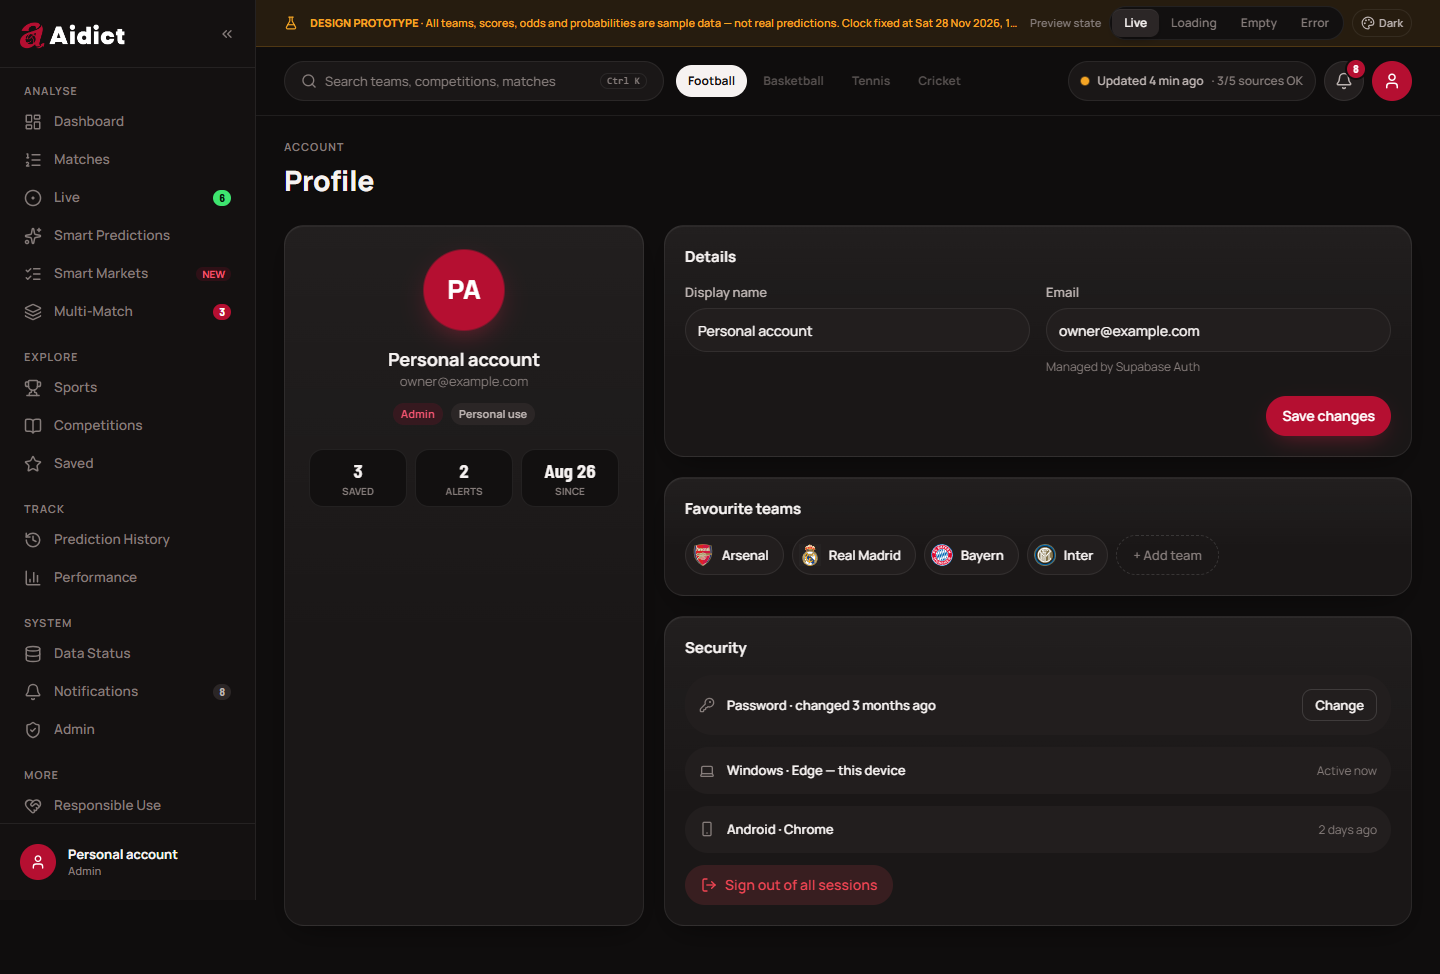 Aidict
ANALYSE
Dashboard
Matches
Live 6
Smart Predictions
Smart Markets NEW
Multi-Match 3
EXPLORE
Sports
Competitions
Saved
TRACK
Prediction History
Performance
SYSTEM
Data Status
Notifications 8
Admin
MORE
Responsible Use
Personal account
Admin
DESIGN PROTOTYPE · All teams, scores, odds and probabilities are sample data — not real predictions. Clock fixed at Sat 28 Nov 2026, 1...
Preview state Live Loading Empty Error Dark
Search teams, competitions, matches Ctrl K
Football Basketball Tennis Cricket
Updated 4 min ago · 3/5 sources OK
8
ACCOUNT
Profile
PA
Personal account
owner@example.com
Admin Personal use
3 2 Aug 26
SAVED ALERTS SINCE
Details
Display name Email
Personal account owner@example.com
Managed by Supabase Auth
Save changes
Favourite teams
Arsenal Real Madrid Bayern Inter + Add team
Security
Password · changed 3 months ago Change
Windows · Edge — this device Active now
Android · Chrome 2 days ago
Sign out of all sessions